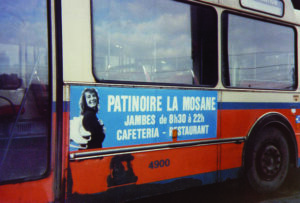 PATINOIRE LA MOSANE
JAMBES de 8h30 à 22h
CAFETERIA - RESTAURANT
4900